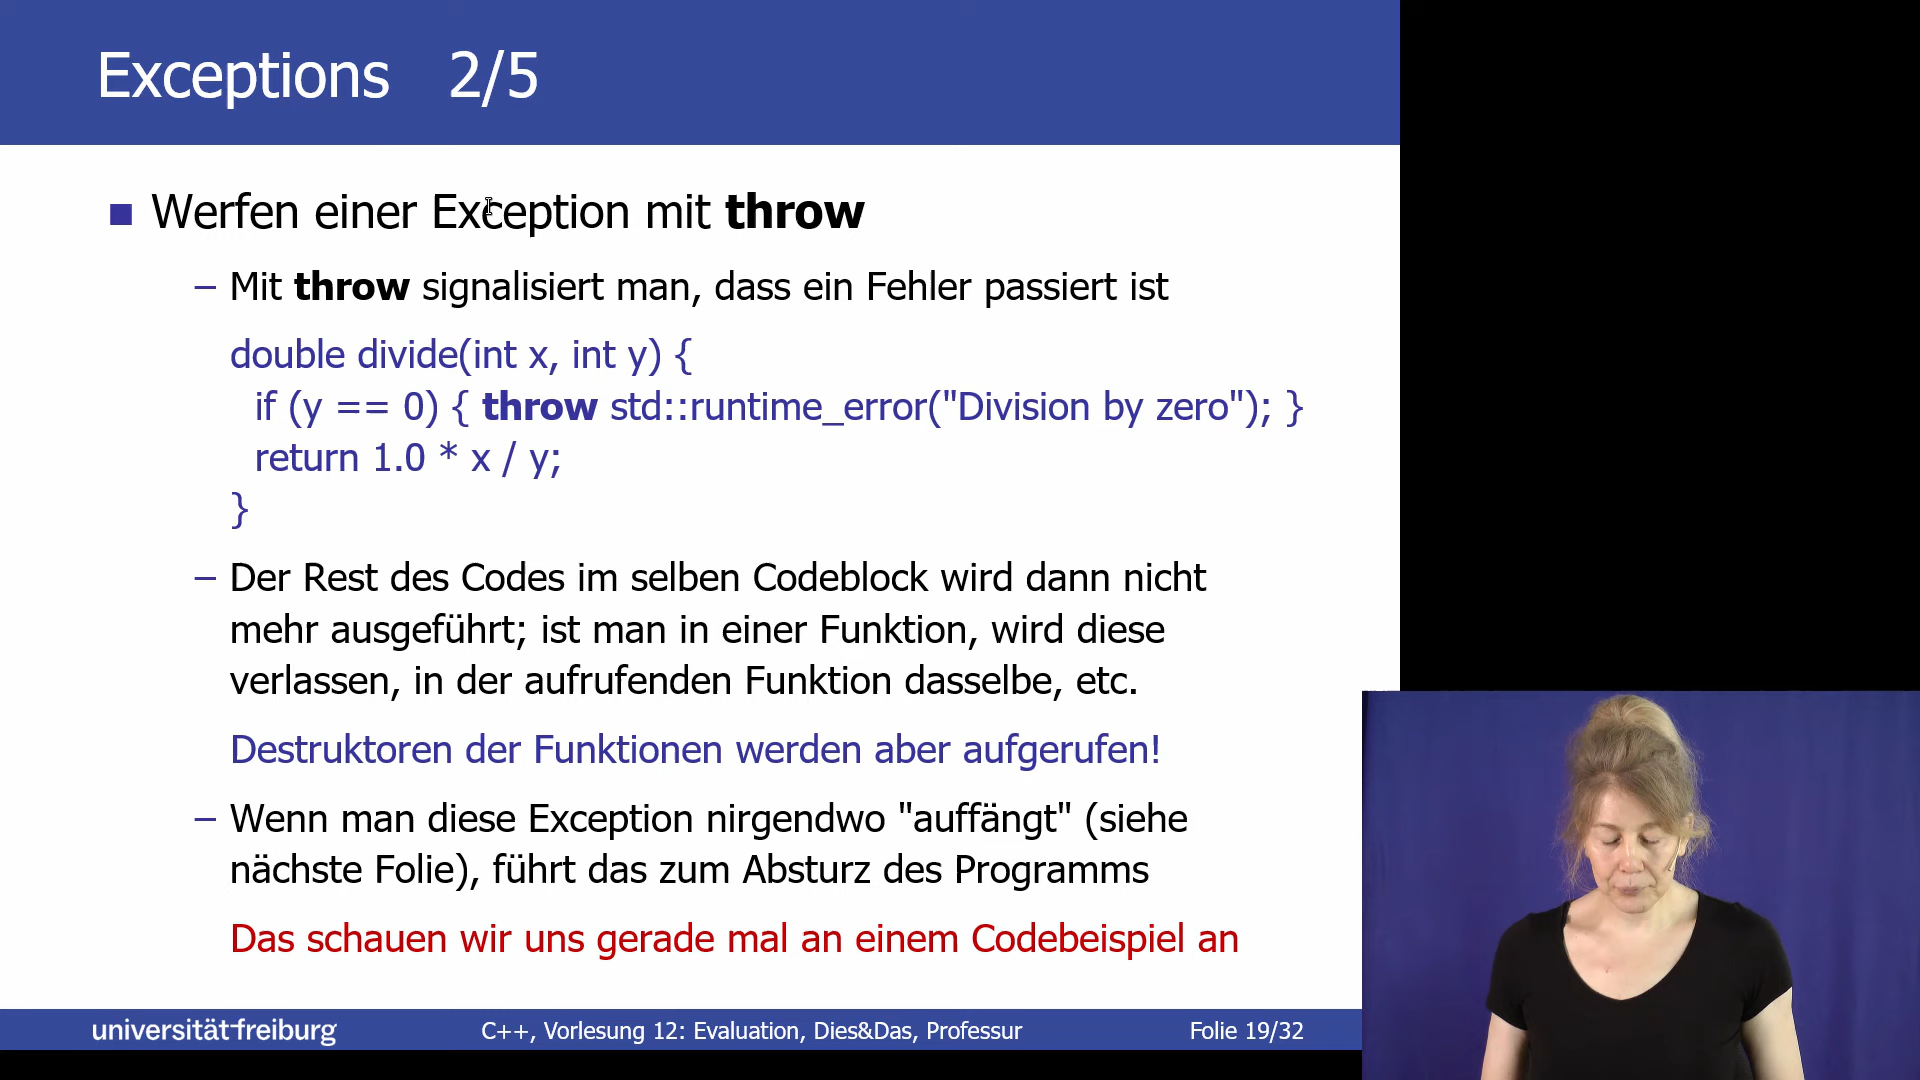 Exceptions 2/5
Werfen einer Exception mit throw
– Mit throw signalisiert man, dass ein Fehler passiert ist
double divide(int x, int y) {
if (y == 0) { throw std::runtime_error("Division by zero"); }
return 1.0 * x / y;
}
– Der Rest des Codes im selben Codeblock wird dann nicht
mehr ausgeführt; ist man in einer Funktion, wird diese
verlassen, in der aufrufenden Funktion dasselbe, etc.
Destruktoren der Funktionen werden aber aufgerufen!
– Wenn man diese Exception nirgendwo "auffängt" (siehe
nächste Folie), führt das zum Absturz des Programms
Das schauen wir uns gerade mal an einem Codebeispiel an
universität freiburg C++, Vorlesung 12: Evaluation, Dies&Das, Professur Folie 19/32